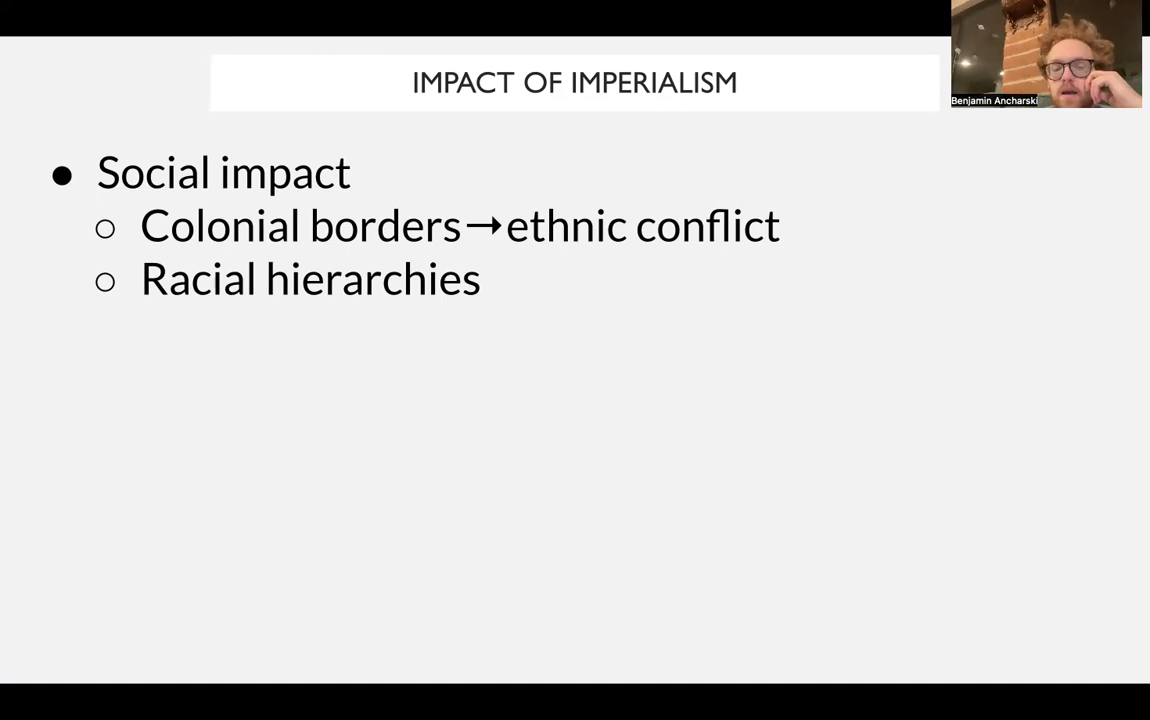 IMPACT OF IMPERIALISM
Benjamin Ancharski
● Social impact
○ Colonial borders→ethnic conflict
○ Racial hierarchies